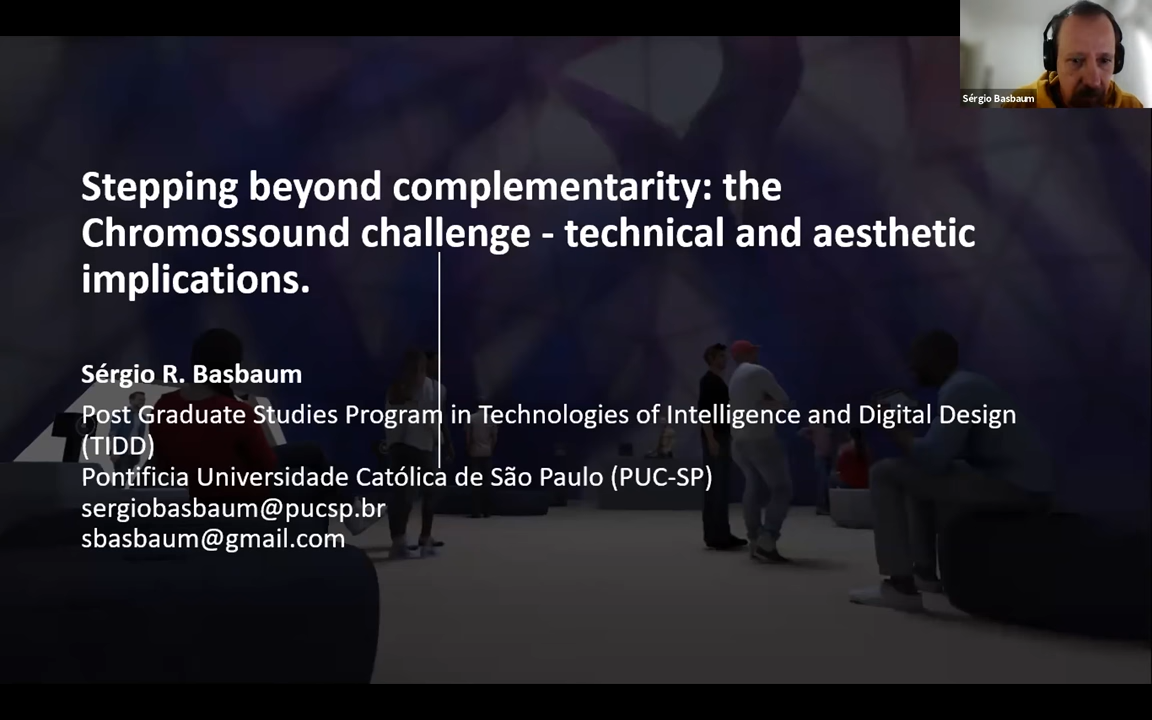 Sérgio Basbaum
Stepping beyond complementarity: the
Chromossound challenge - technical and aesthetic
implications.
Sérgio R. Basbaum
Post Graduate Studies Program in Technologies of Intelligence and Digital Design
(TIDD)
Pontificia Universidade Católica de São Paulo (PUC-SP)
sergiobasbaum@pucsp.br
sbasbaum@gmail.com